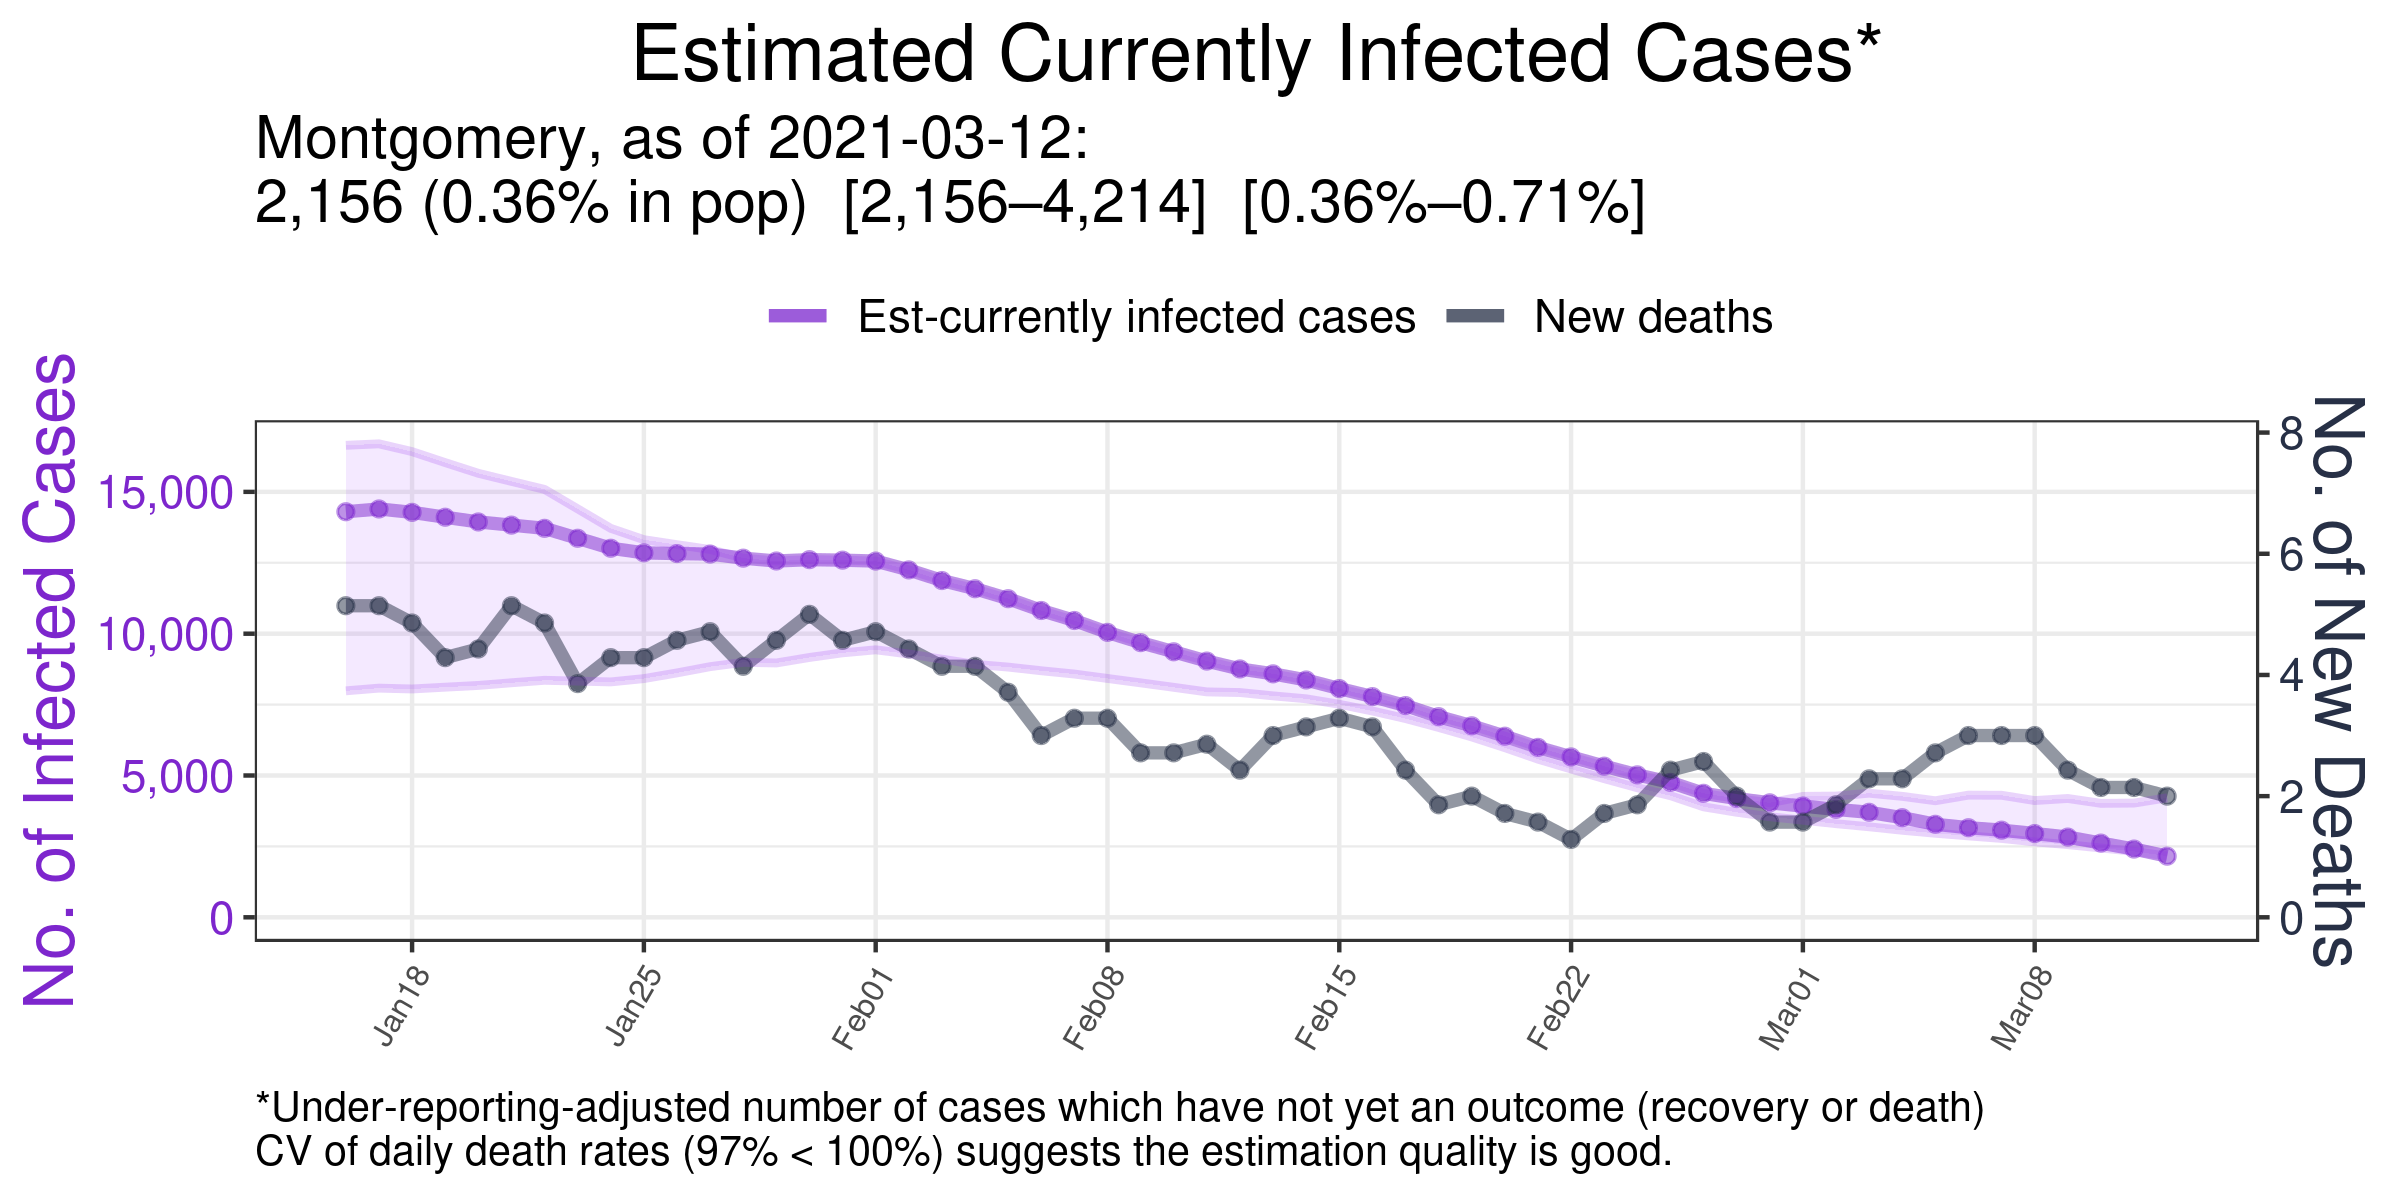 Estimated Currently Infected Cases*
Montgomery, as of 2021-03-12:
2,156 (0.36% in pop)  [2,156–4,214]  [0.36%–0.71%]
Est-currently infected cases
New deaths
No. of Infected Cases
15,000
10,000
5,000
0
8
6
4
2
0
No. of New Deaths
Jan18
Jan25
Feb01
Feb08
Feb15
Feb22
Mar01
Mar08
*Under-reporting-adjusted number of cases which have not yet an outcome (recovery or death)
CV of daily death rates (97% < 100%) suggests the estimation quality is good.